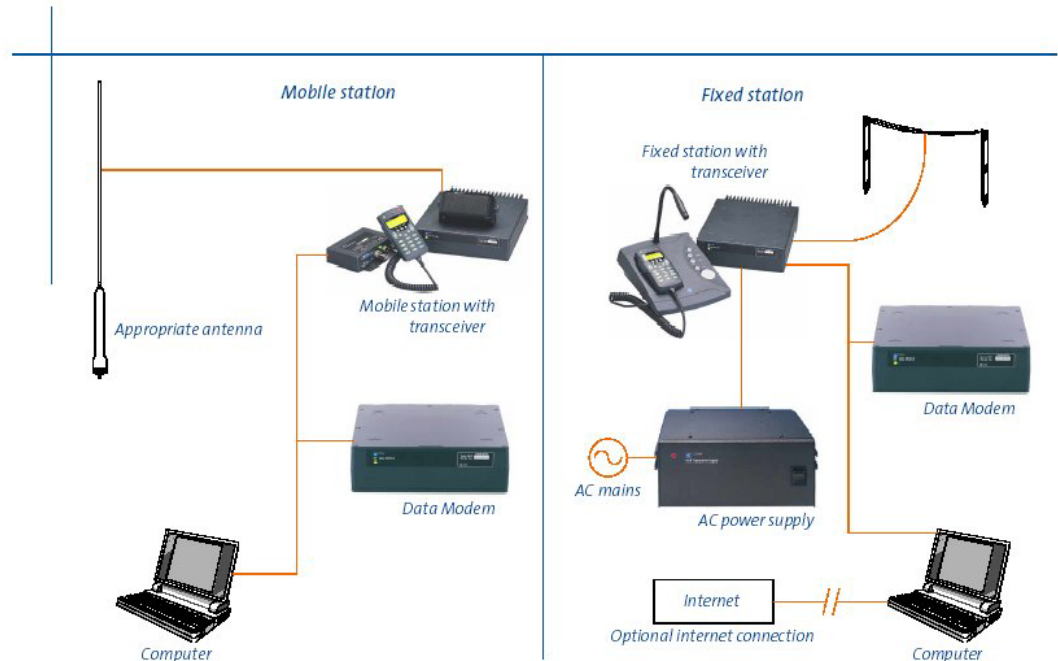 Mobile station
Fixed station
Fixed station with
transceiver
Mobile station with
transceiver
Appropriate antenna
Data Modem
Data Modem
AC mains
AC power supply
Internet
Optional internet connection
Computer
Computer